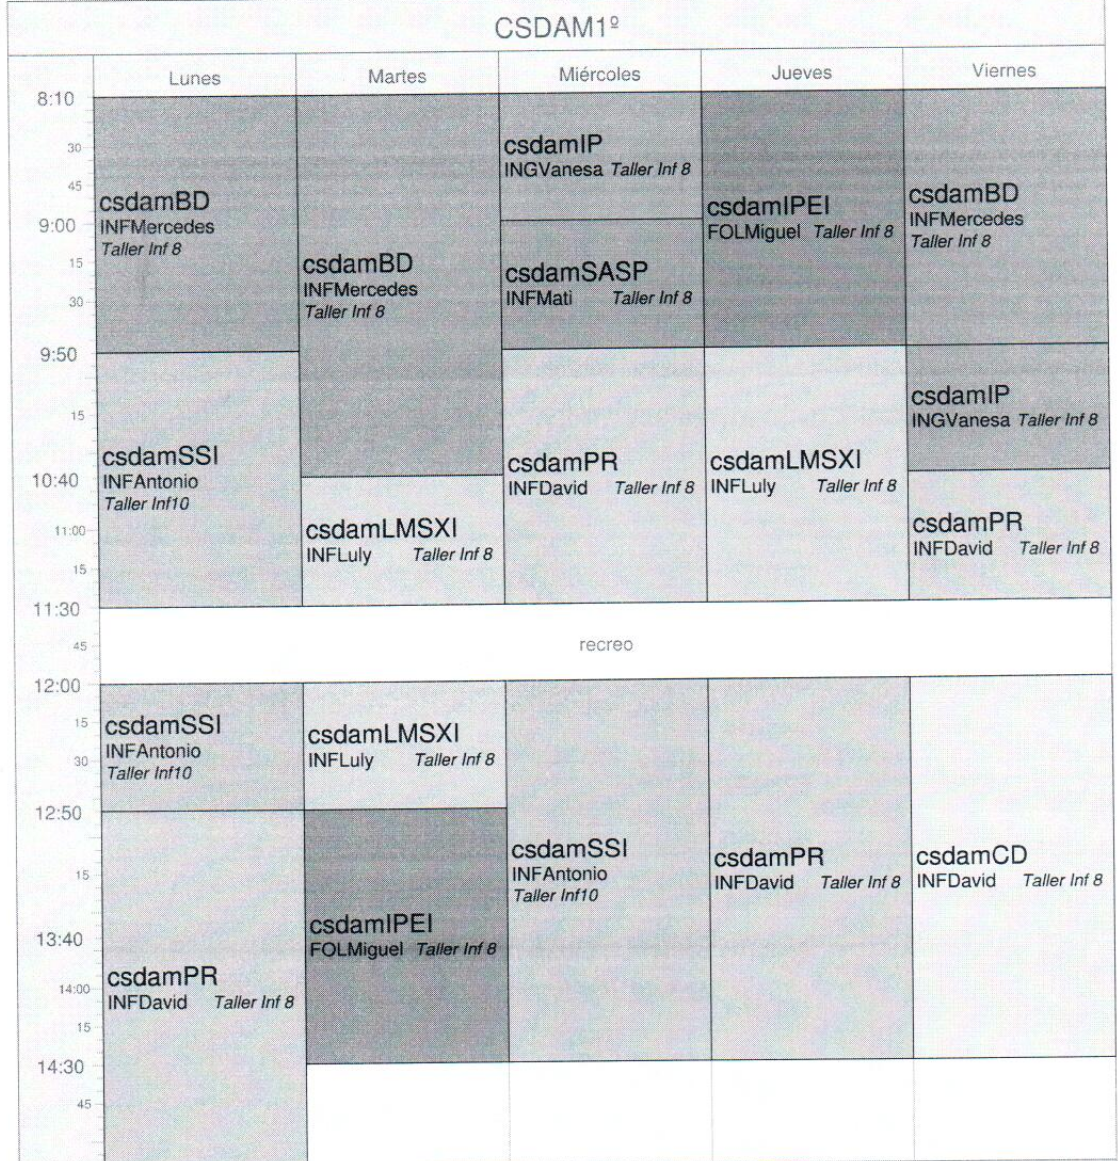 CSDAM1º
Lunes Martes Miércoles Jueves Viernes
8:10
30
45
9:00
15
30
9:50
15
10:40
11:00
15
11:30
45
12:00
15
30
12:50
15
13:40
14:00
15
14:30
45
csdamBD
INFMercedes
Taller Inf 8
csdamSSI
INFAntonio
Taller Inf10
csdamBD
INFMercedes
Taller Inf 8
csdamLMSXI
INFLuly Taller Inf 8
csdamIP
INGVanesa Taller Inf 8
csdamSASP
INFMati Taller Inf 8
csdamPR
INFDavid Taller Inf 8
csdamIPEI
FOLMiguel Taller Inf 8
csdamLMSXI
INFLuly Taller Inf 8
csdamBD
INFMercedes
Taller Inf 8
csdamIP
INGVanesa Taller Inf 8
csdamPR
INFDavid Taller Inf 8
recreo
csdamSSI
INFAntonio
Taller Inf10
csdamPR
INFDavid Taller Inf 8
csdamLMSXI
INFLuly Taller Inf 8
csdamIPEI
FOLMiguel Taller Inf 8
csdamSSI
INFAntonio
Taller Inf10
csdamPR
INFDavid Taller Inf 8
csdamCD
INFDavid Taller Inf 8